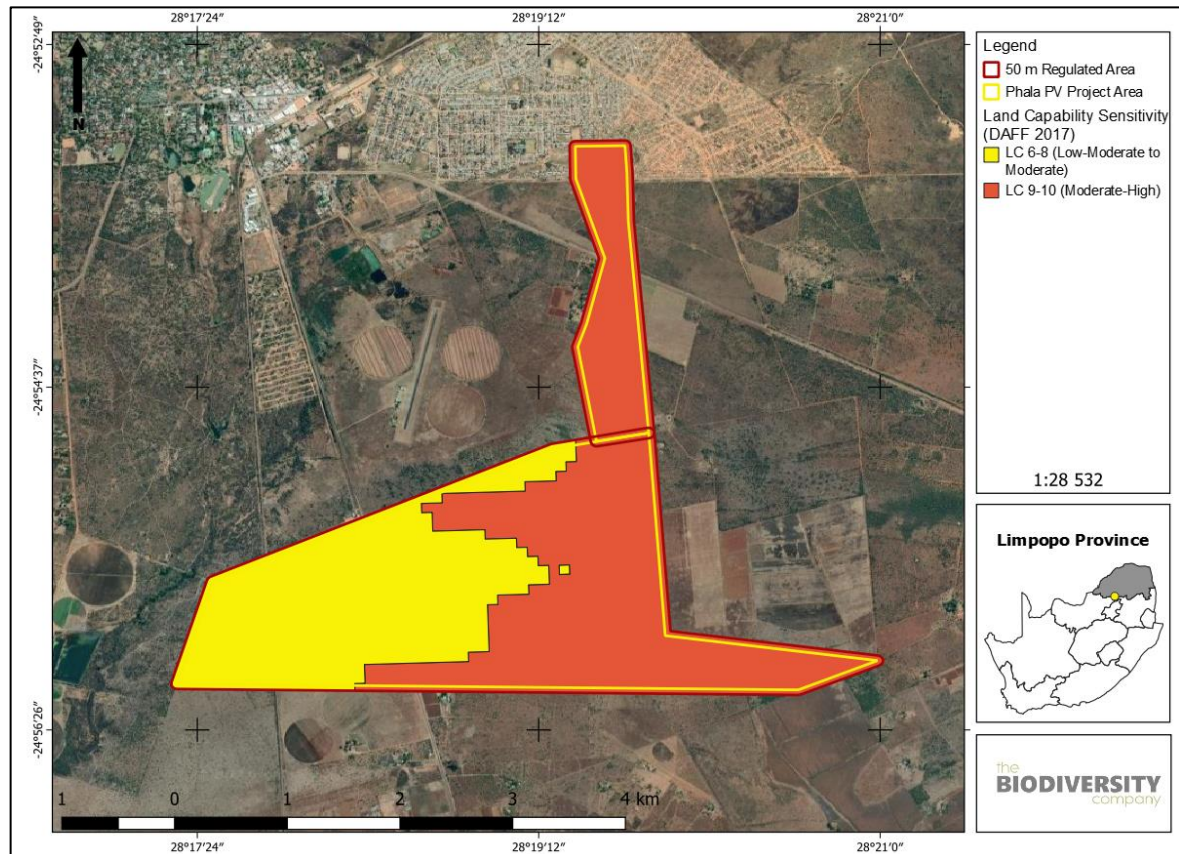 28°17′24″ 28°19′12″ 28°21′0″
-24°52′49″
N
-24°54′37″
-24°56′26″
1 0 1 2 3 4 km
28°17′24″ 28°19′12″ 28°21′0″
Legend
50 m Regulated Area
Phala PV Project Area
Land Capability Sensitivity
(DAFF 2017)
LC 6-8 (Low-Moderate to
Moderate)
LC 9-10 (Moderate-High)
1:28 532
Limpopo Province
the
BIODIVERSITY
company